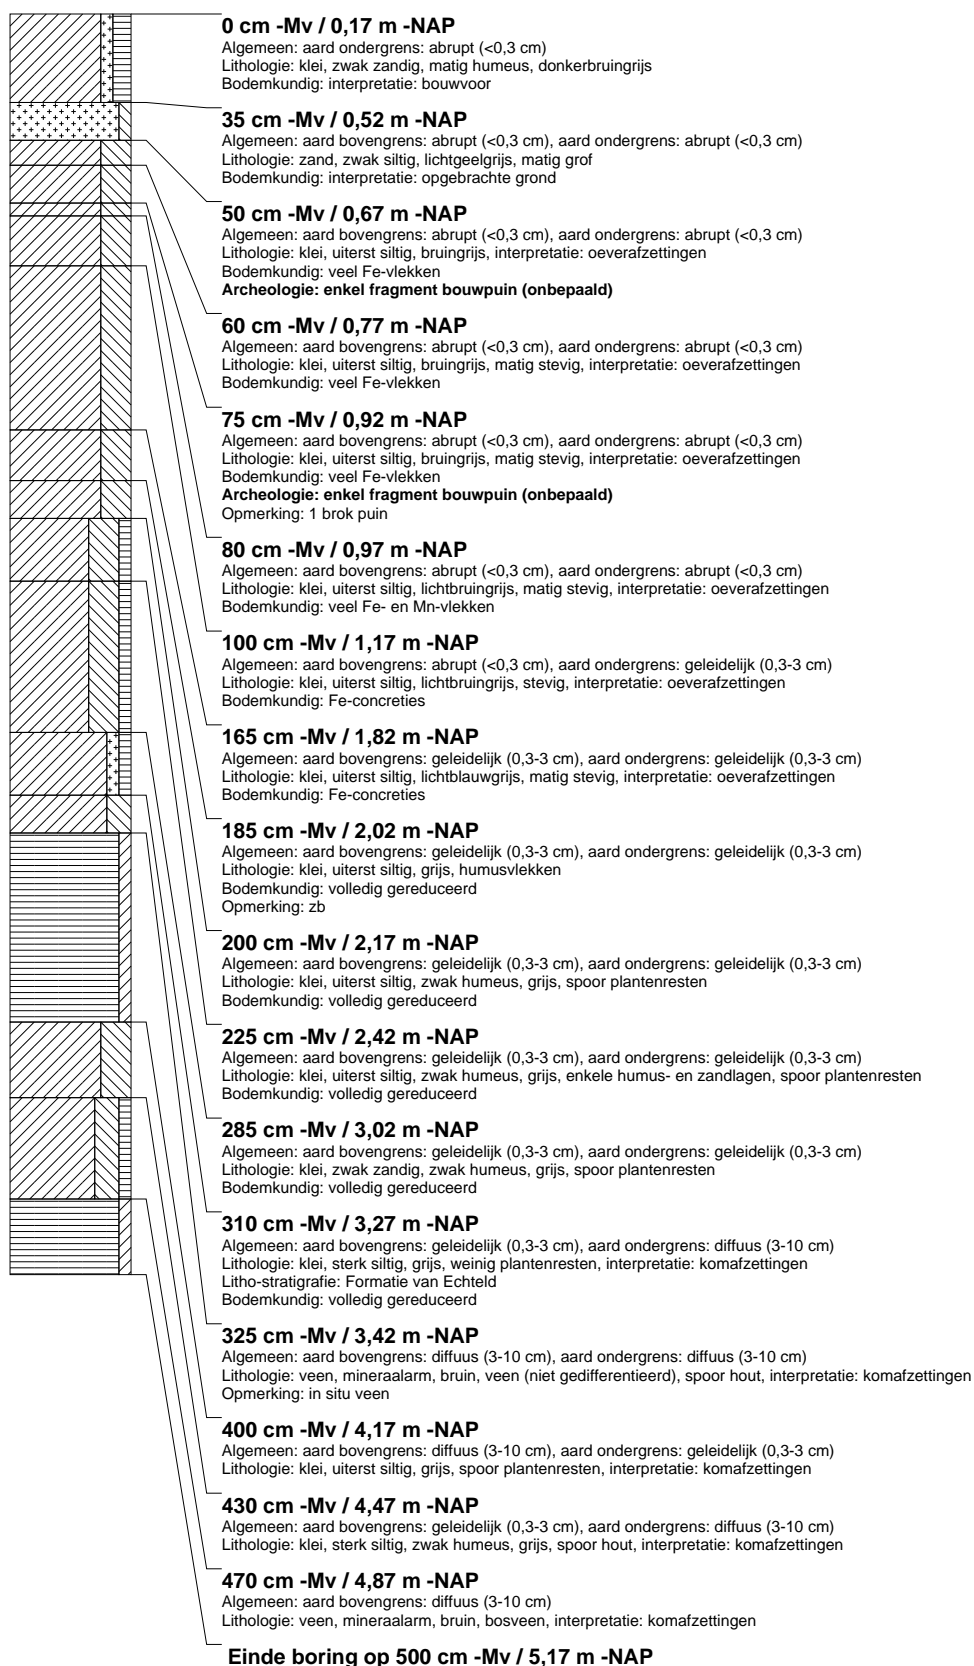 0 cm -Mv / 0,17 m -NAP
Algemeen: aard ondergrens: abrupt (<0,3 cm)
Lithologie: klei, zwak zandig, matig humeus, donkerbruingrijs
Bodemkundig: interpretatie: bouwvoor
35 cm -Mv / 0,52 m -NAP
Algemeen: aard bovengrens: abrupt (<0,3 cm), aard ondergrens: abrupt (<0,3 cm)
Lithologie: zand, zwak siltig, lichtgeelgrijs, matig grof
Bodemkundig: interpretatie: opgebrachte grond
50 cm -Mv / 0,67 m -NAP
Algemeen: aard bovengrens: abrupt (<0,3 cm), aard ondergrens: abrupt (<0,3 cm)
Lithologie: klei, uiterst siltig, bruingrijs, interpretatie: oeverafzettingen
Bodemkundig: veel Fe-vlekken
Archeologie: enkel fragment bouwpuin (onbepaald)
60 cm -Mv / 0,77 m -NAP
Algemeen: aard bovengrens: abrupt (<0,3 cm), aard ondergrens: abrupt (<0,3 cm)
Lithologie: klei, uiterst siltig, bruingrijs, matig stevig, interpretatie: oeverafzettingen
Bodemkundig: veel Fe-vlekken
75 cm -Mv / 0,92 m -NAP
Algemeen: aard bovengrens: abrupt (<0,3 cm), aard ondergrens: abrupt (<0,3 cm)
Lithologie: klei, uiterst siltig, bruingrijs, matig stevig, interpretatie: oeverafzettingen
Bodemkundig: veel Fe-vlekken
Archeologie: enkel fragment bouwpuin (onbepaald)
Opmerking: 1 brok puin
80 cm -Mv / 0,97 m -NAP
Algemeen: aard bovengrens: abrupt (<0,3 cm), aard ondergrens: abrupt (<0,3 cm)
Lithologie: klei, uiterst siltig, lichtbruingrijs, matig stevig, interpretatie: oeverafzettingen
Bodemkundig: veel Fe- en Mn-vlekken
100 cm -Mv / 1,17 m -NAP
Algemeen: aard bovengrens: abrupt (<0,3 cm), aard ondergrens: geleidelijk (0,3-3 cm)
Lithologie: klei, uiterst siltig, lichtbruingrijs, stevig, interpretatie: oeverafzettingen
Bodemkundig: Fe-concreties
165 cm -Mv / 1,82 m -NAP
Algemeen: aard bovengrens: geleidelijk (0,3-3 cm), aard ondergrens: geleidelijk (0,3-3 cm)
Lithologie: klei, uiterst siltig, lichtblauwgrijs, matig stevig, interpretatie: oeverafzettingen
Bodemkundig: Fe-concreties
185 cm -Mv / 2,02 m -NAP
Algemeen: aard bovengrens: geleidelijk (0,3-3 cm), aard ondergrens: geleidelijk (0,3-3 cm)
Lithologie: klei, uiterst siltig, grijs, humusvlekken
Bodemkundig: volledig gereduceerd
Opmerking: zb
200 cm -Mv / 2,17 m -NAP
Algemeen: aard bovengrens: geleidelijk (0,3-3 cm), aard ondergrens: geleidelijk (0,3-3 cm)
Lithologie: klei, uiterst siltig, zwak humeus, grijs, spoor plantenresten
Bodemkundig: volledig gereduceerd
225 cm -Mv / 2,42 m -NAP
Algemeen: aard bovengrens: geleidelijk (0,3-3 cm), aard ondergrens: geleidelijk (0,3-3 cm)
Lithologie: klei, uiterst siltig, zwak humeus, grijs, enkele humus- en zandlagen, spoor plantenresten
Bodemkundig: volledig gereduceerd
285 cm -Mv / 3,02 m -NAP
Algemeen: aard bovengrens: geleidelijk (0,3-3 cm), aard ondergrens: geleidelijk (0,3-3 cm)
Lithologie: klei, zwak zandig, zwak humeus, grijs, spoor plantenresten
Bodemkundig: volledig gereduceerd
310 cm -Mv / 3,27 m -NAP
Algemeen: aard bovengrens: geleidelijk (0,3-3 cm), aard ondergrens: diffuus (3-10 cm)
Lithologie: klei, sterk siltig, grijs, weinig plantenresten, interpretatie: komafzettingen
Litho-stratigrafie: Formatie van Echteld
Bodemkundig: volledig gereduceerd
325 cm -Mv / 3,42 m -NAP
Algemeen: aard bovengrens: diffuus (3-10 cm), aard ondergrens: diffuus (3-10 cm)
Lithologie: veen, mineraalarm, bruin, veen (niet gedifferentieerd), spoor hout, interpretatie: komafzettingen
Opmerking: in situ veen
400 cm -Mv / 4,17 m -NAP
Algemeen: aard bovengrens: diffuus (3-10 cm), aard ondergrens: geleidelijk (0,3-3 cm)
Lithologie: klei, uiterst siltig, grijs, spoor plantenresten, interpretatie: komafzettingen
430 cm -Mv / 4,47 m -NAP
Algemeen: aard bovengrens: geleidelijk (0,3-3 cm), aard ondergrens: diffuus (3-10 cm)
Lithologie: klei, sterk siltig, zwak humeus, grijs, spoor hout, interpretatie: komafzettingen
470 cm -Mv / 4,87 m -NAP
Algemeen: aard bovengrens: diffuus (3-10 cm)
Lithologie: veen, mineraalarm, bruin, bosveen, interpretatie: komafzettingen
Einde boring op 500 cm -Mv / 5,17 m -NAP